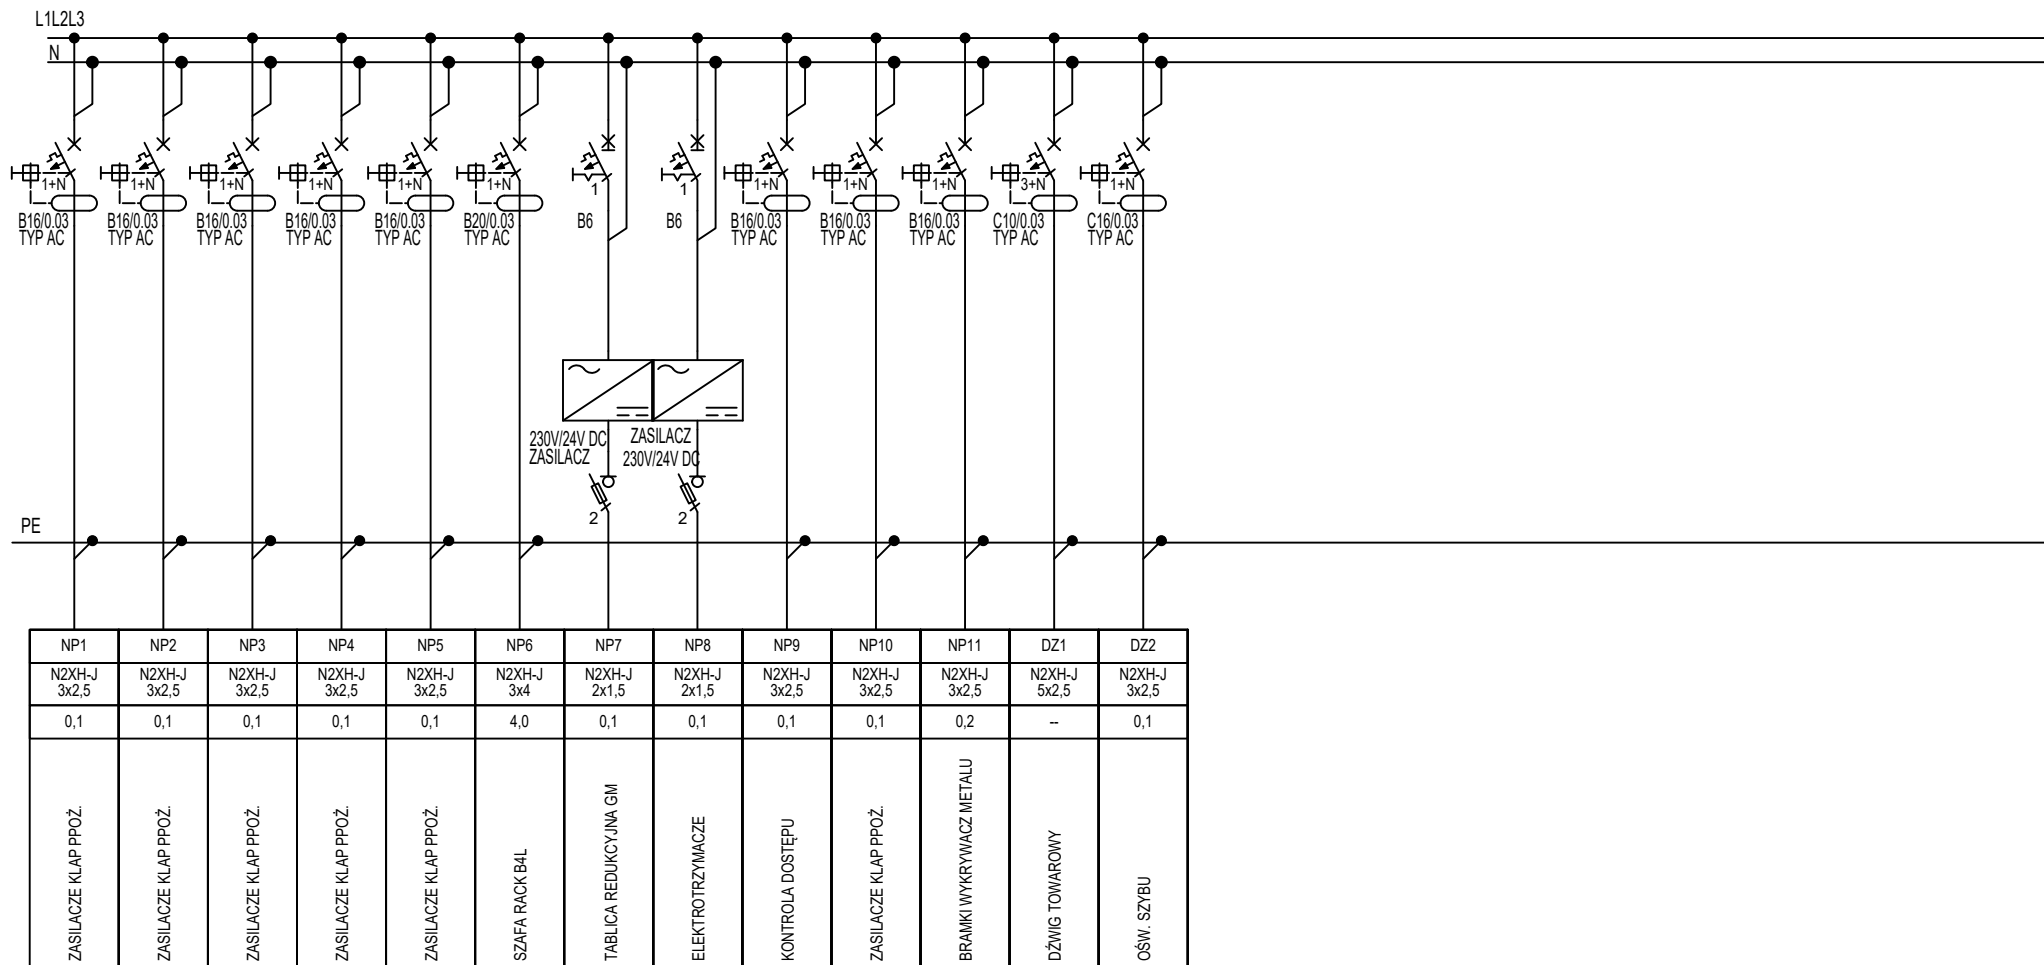 L1L2L3
N
1+N
1+N
1+N
1+N
1+N
1+N
1
1
1+N
1+N
1+N
3+N
1+N
B16/0.03
TYP AC
B16/0.03
TYP AC
B16/0.03
TYP AC
B16/0.03
TYP AC
B16/0.03
TYP AC
B20/0.03
TYP AC
B6
B6
B16/0.03
TYP AC
B16/0.03
TYP AC
B16/0.03
TYP AC
C10/0.03
TYP AC
C16/0.03
TYP AC
230V/24V DC
ZASILACZ
ZASILACZ
230V/24V DC
2
2
PE
NP1 NP2 NP3 NP4 NP5 NP6 NP7 NP8 NP9 NP10 NP11 DZ1 DZ2
N2XH-J N2XH-J N2XH-J N2XH-J N2XH-J N2XH-J N2XH-J N2XH-J N2XH-J N2XH-J N2XH-J N2XH-J N2XH-J
3x2,5 3x2,5 3x2,5 3x2,5 3x2,5 3x4 2x1,5 2x1,5 3x2,5 3x2,5 3x2,5 5x2,5 3x2,5
0,1 0,1 0,1 0,1 0,1 4,0 0,1 0,1 0,1 0,1 0,2 -- 0,1
ZASILACZE KLAP PPOŻ.
ZASILACZE KLAP PPOŻ.
ZASILACZE KLAP PPOŻ.
ZASILACZE KLAP PPOŻ.
ZASILACZE KLAP PPOŻ.
SZAFA RACK B4L
TABLICA REDUKCYJNA GM
ELEKTROTRZYMACZE
KONTROLA DOSTĘPU
ZASILACZE KLAP PPOŻ.
BRAMKI WYKRYWACZ METALU
DŹWIG TOWAROWY
OŚW. SZYBU